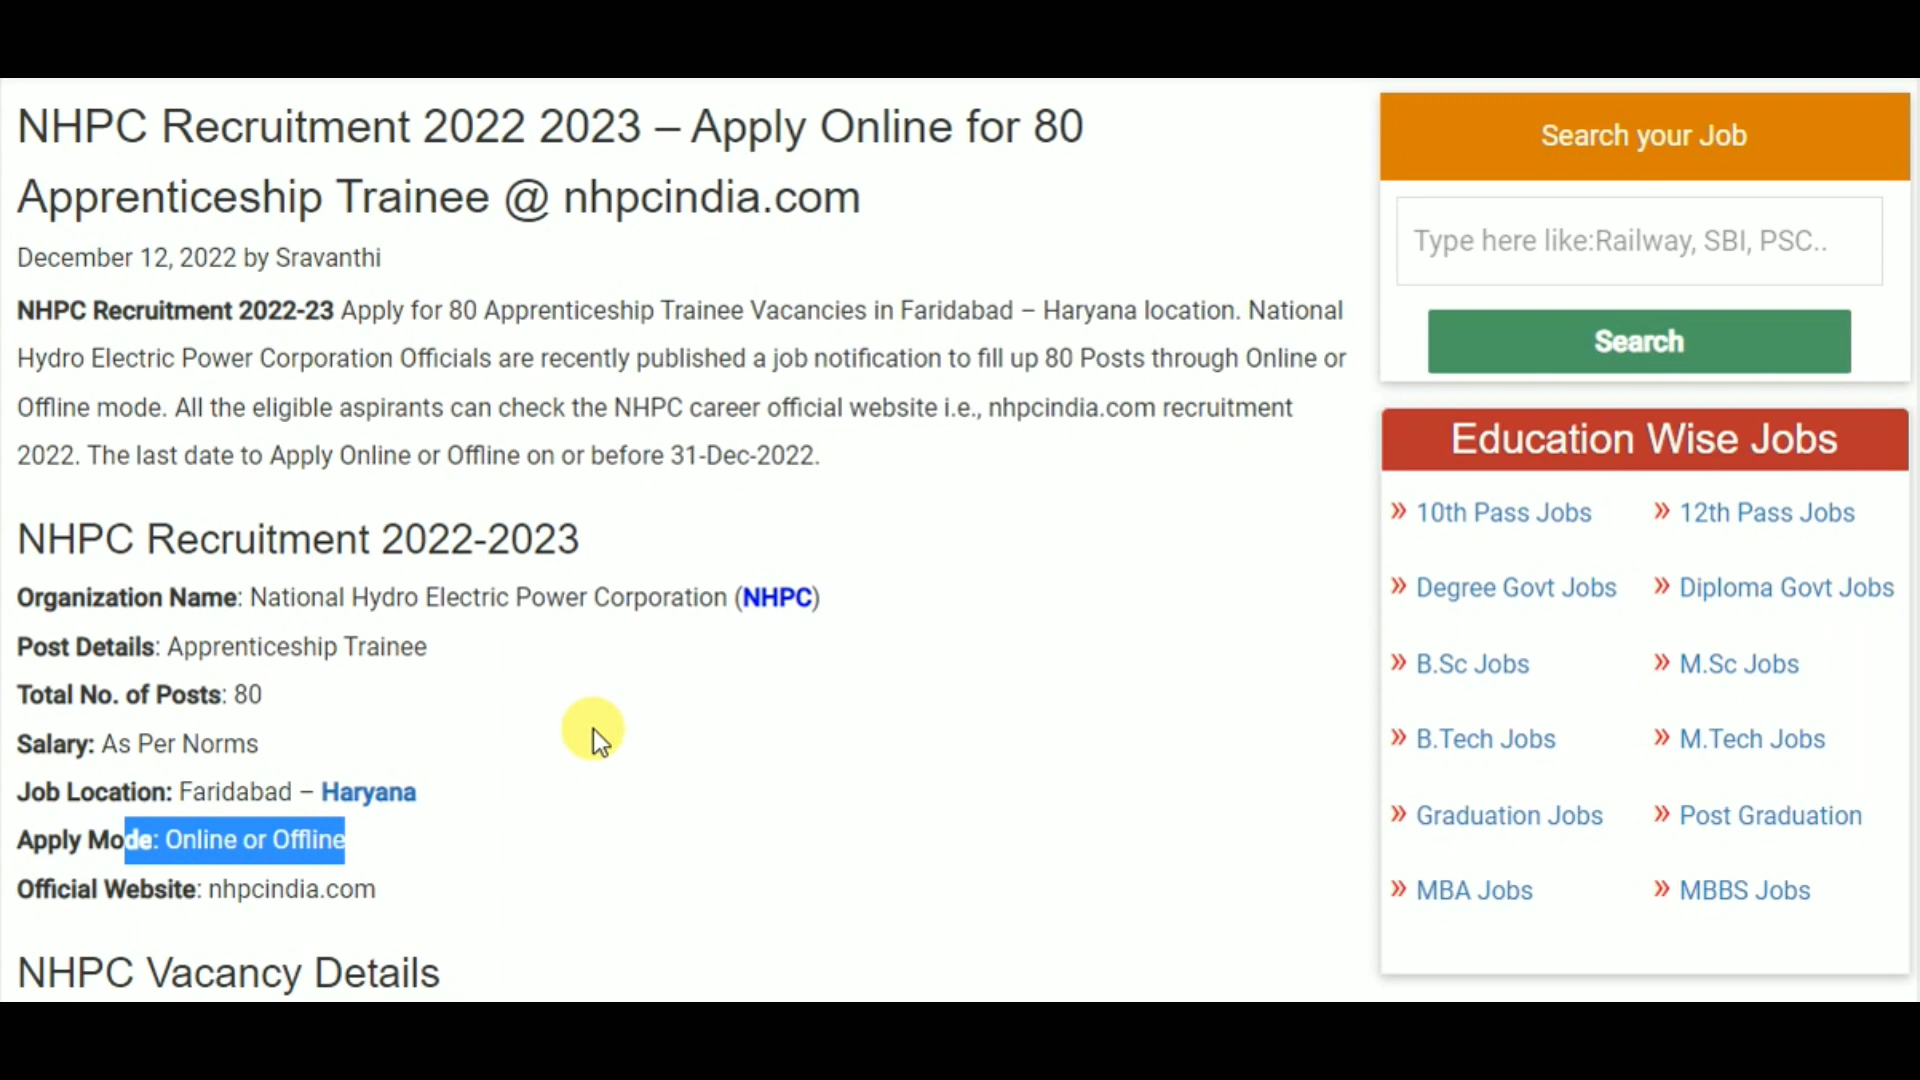 NHPC Recruitment 2022 2023 – Apply Online for 80
Apprenticeship Trainee @ nhpcindia.com
December 12, 2022 by Sravanthi
NHPC Recruitment 2022-23 Apply for 80 Apprenticeship Trainee Vacancies in Faridabad – Haryana location. National
Hydro Electric Power Corporation Officials are recently published a job notification to fill up 80 Posts through Online or
Offline mode. All the eligible aspirants can check the NHPC career official website i.e., nhpcindia.com recruitment
2022. The last date to Apply Online or Offline on or before 31-Dec-2022.
NHPC Recruitment 2022-2023
Organization Name: National Hydro Electric Power Corporation (NHPC)
Post Details: Apprenticeship Trainee
Total No. of Posts: 80
Salary: As Per Norms
Job Location: Faridabad – Haryana
Apply Mode: Online or Offline
Official Website: nhpcindia.com
NHPC Vacancy Details
Search your Job
Type here like:Railway, SBI, PSC..
Search
Education Wise Jobs
» 10th Pass Jobs » 12th Pass Jobs
» Degree Govt Jobs » Diploma Govt Jobs
» B.Sc Jobs » M.Sc Jobs
» B.Tech Jobs » M.Tech Jobs
» Graduation Jobs » Post Graduation
» MBA Jobs » MBBS Jobs